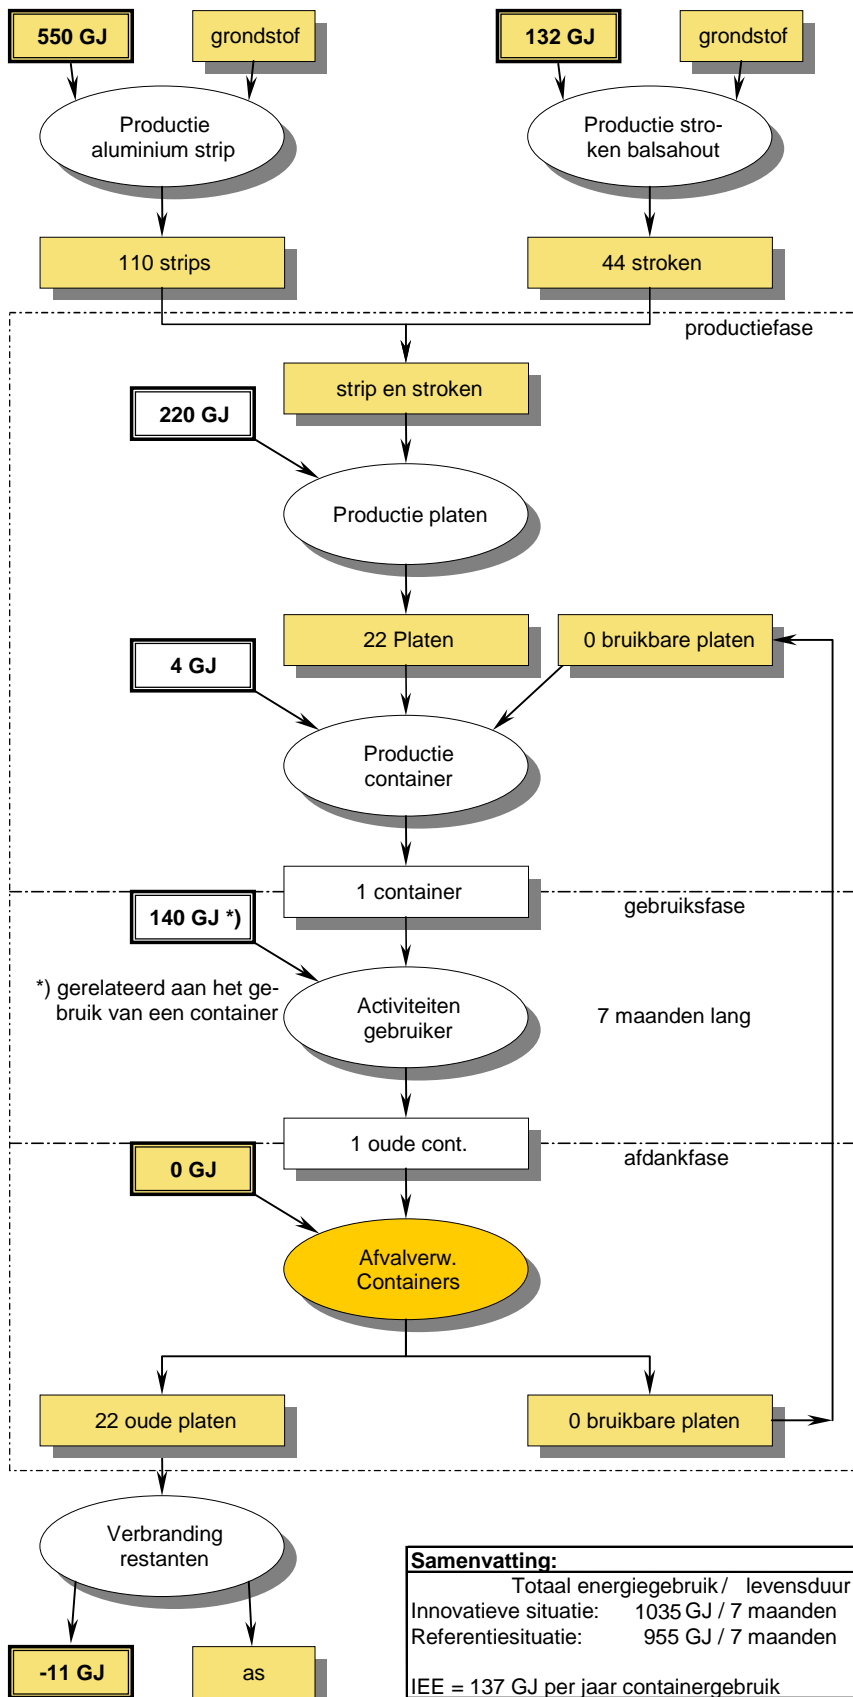 550 GJ
grondstof
132 GJ
grondstof
Productie
aluminium strip
Productie stro-
ken balsahout
110 strips
44 stroken
productiefase
strip en stroken
220 GJ
Productie platen
22 Platen
0 bruikbare platen
4 GJ
Productie
container
1 container
gebruiksfase
140 GJ *)
*) gerelateerd aan het ge-
bruik van een container
Activiteiten
gebruiker
7 maanden lang
1 oude cont.
afdankfase
0 GJ
Afvalverw.
Containers
22 oude platen
0 bruikbare platen
Verbranding
restanten
-11 GJ
as
Samenvatting:
Totaal energiegebruik / levensduur
Innovatieve situatie: 1035 GJ / 7 maanden
Referentiesituatie: 955 GJ / 7 maanden
IEE = 137 GJ per jaar containergebruik